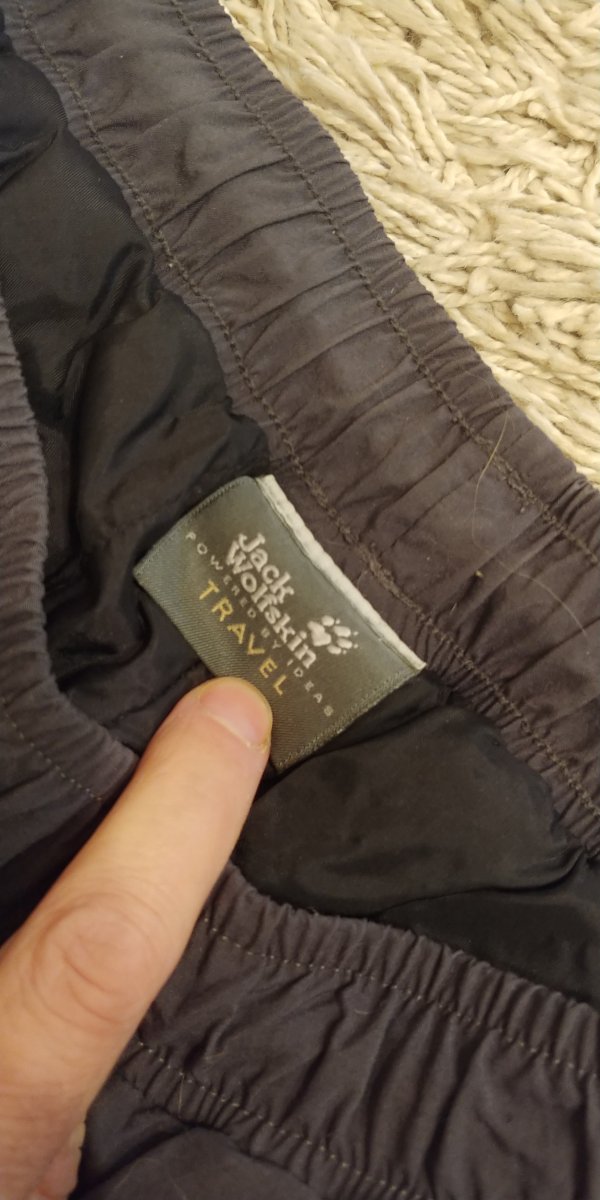 Jack
Wolfskin
POWERED BY IDEAS
TRAVEL